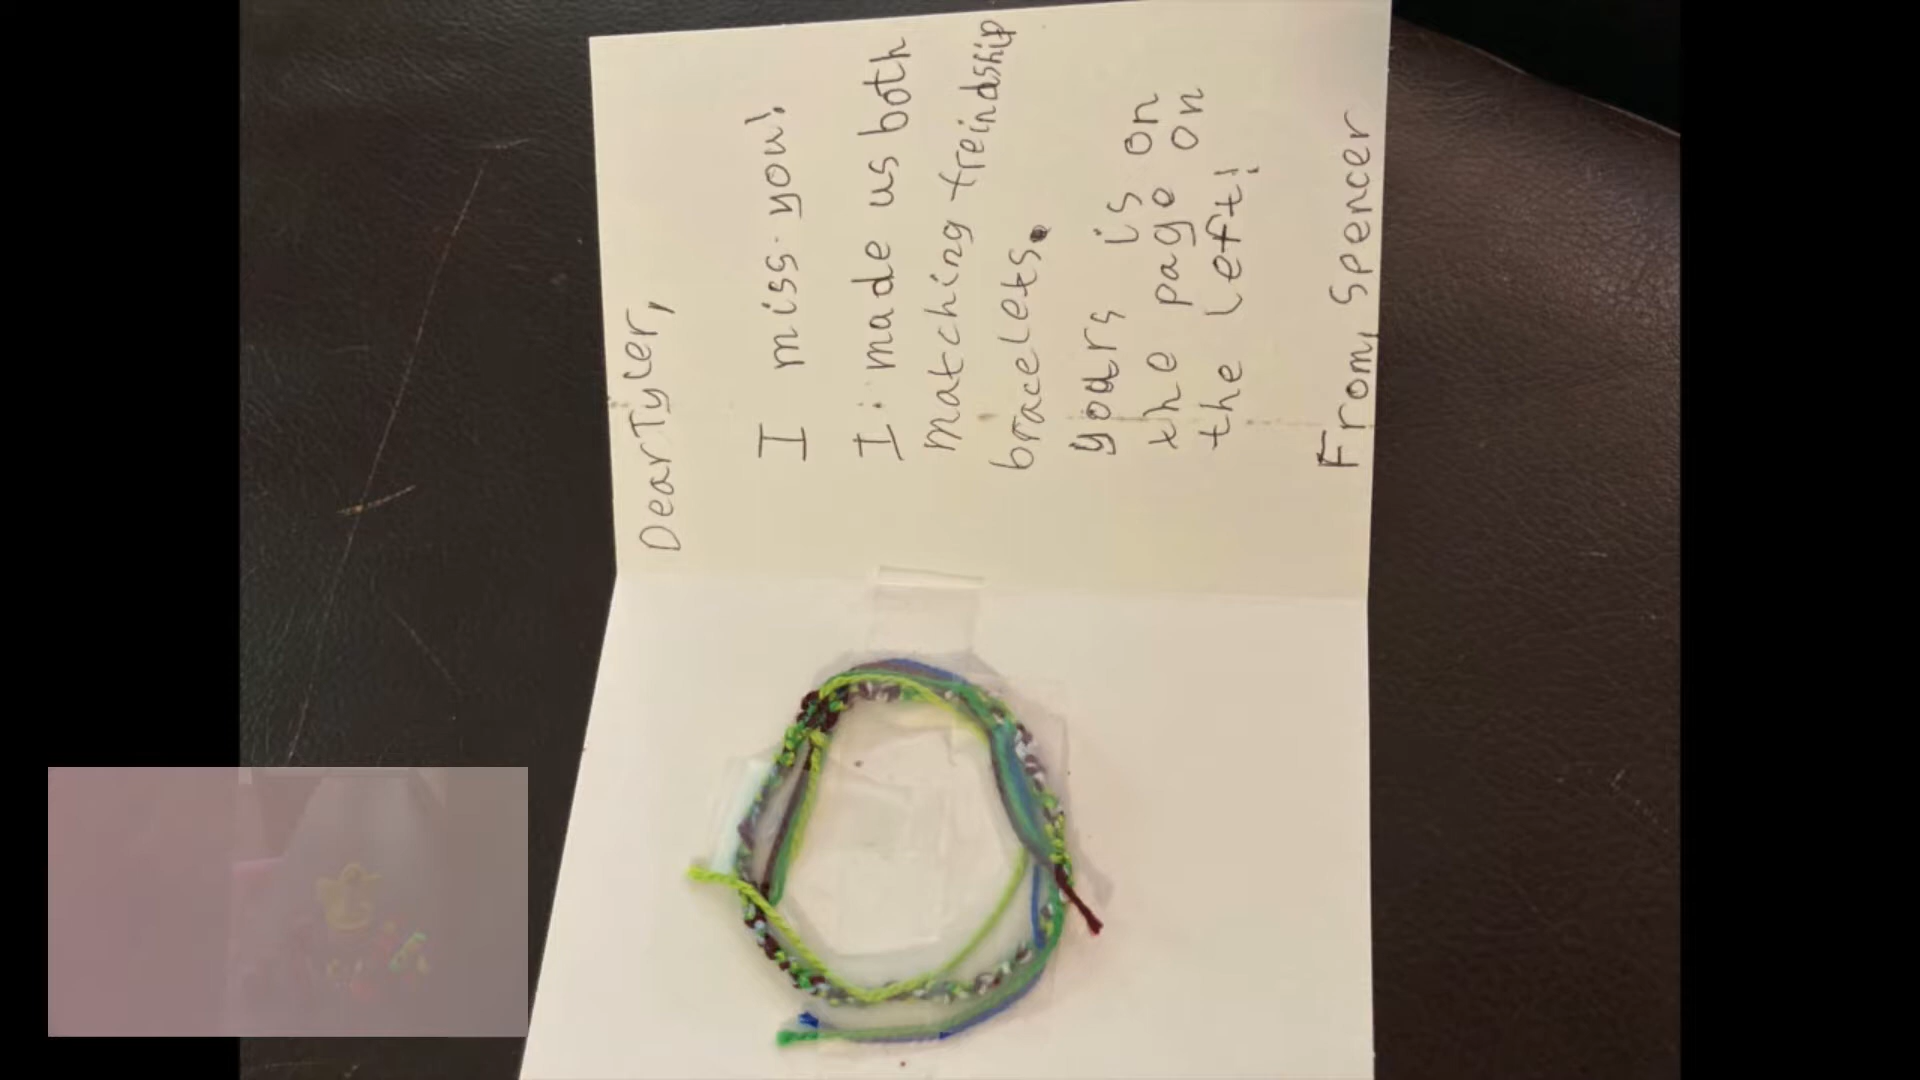 Dear Tyler,
I miss you!
I made us both
matching freindship
bracelets.
yours is on
the page on
the left!
From, Spencer